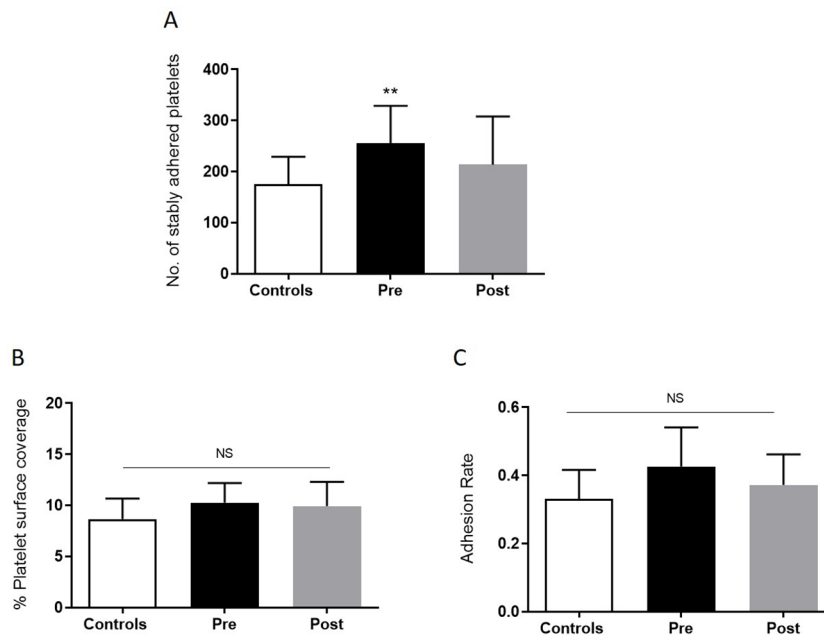 A
No. of stably adhered platelets
400
300
200
100
0
**
Controls
Pre
Post
B
% Platelet surface coverage
20
15
10
5
0
NS
Controls
Pre
Post
C
Adhesion Rate
0.6
0.4
0.2
0.0
NS
Controls
Pre
Post